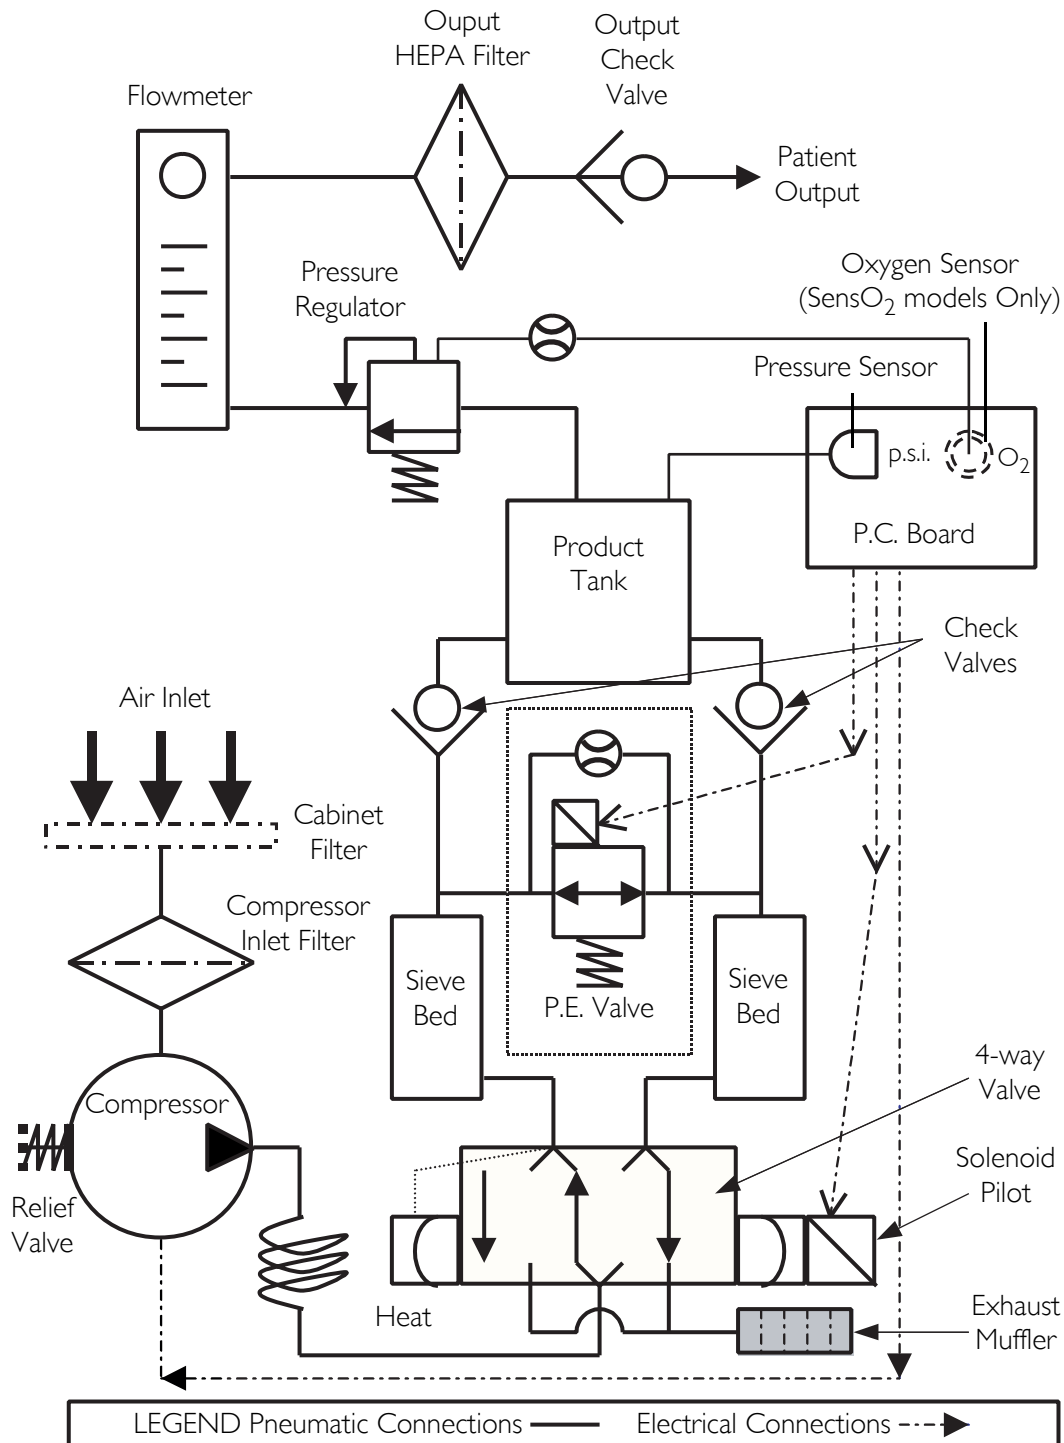 Ouput
HEPA Filter
Output
Check
Valve
Flowmeter
Patient
Output
Pressure
Regulator
Oxygen Sensor
(SensO2 models Only)
Pressure Sensor
p.s.i.
O2
P.C. Board
Product
Tank
Check
Valves
Air Inlet
Cabinet
Filter
Compressor
Inlet Filter
Sieve
Bed
P.E. Valve
Sieve
Bed
4-way
Valve
Compressor
Solenoid
Pilot
Relief
Valve
Heat
Exhaust
Muffler
LEGEND Pneumatic Connections
Electrical Connections